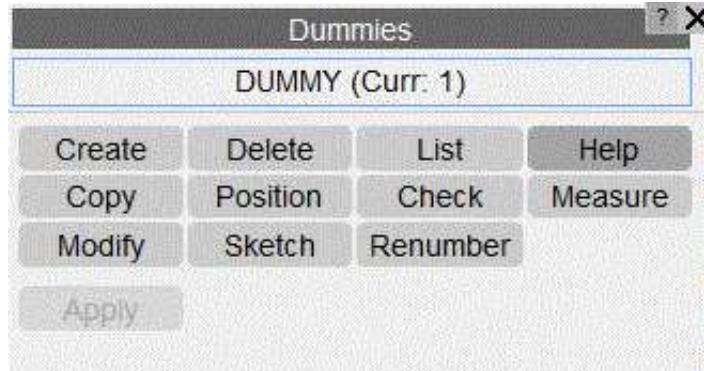 Dummies ?
DUMMY (Curr: 1)
Create Delete List Help
Copy Position Check Measure
Modify Sketch Renumber
Apply